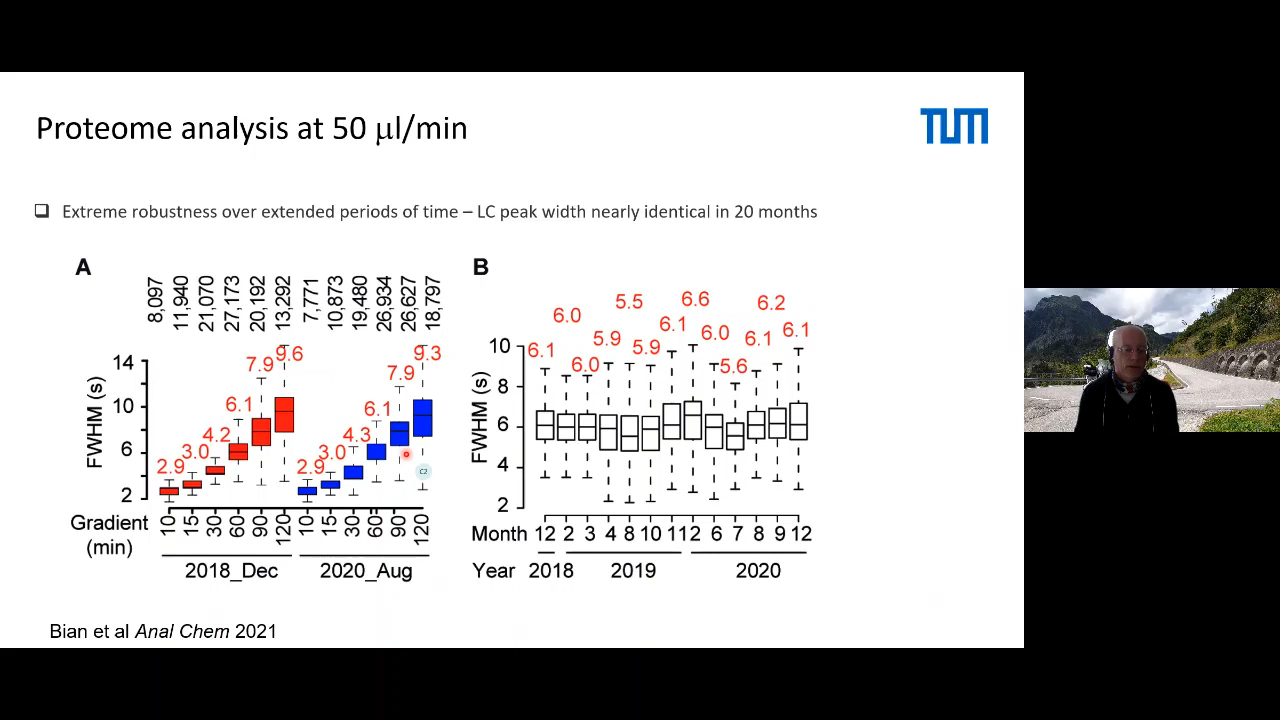 Proteome analysis at 50 μl/min
TUM
❑ Extreme robustness over extended periods of time – LC peak width nearly identical in 20 months
A
8,097 11,940 21,070 27,173 20,192 13,292 7,771 10,873 19,480 26,934 26,627 18,797
FWHM (s)
14
10
6
2
2.9 3.0 4.2 6.1 7.9 9.6 2.9 3.0 4.3 6.1 7.9 9.3
C2
Gradient (min)
10 15 30 60 90 120 10 15 30 60 90 120
2018_Dec 2020_Aug
B
FWHM (s)
10
8
6
4
2
6.1 6.0 6.0 5.9 5.5 5.9 6.1 6.6 6.0 5.6 6.1 6.2 6.1
Month 12 2 3 4 8 10 11 2 6 7 8 9 12
Year 2018 2019 2020
Bian et al Anal Chem 2021